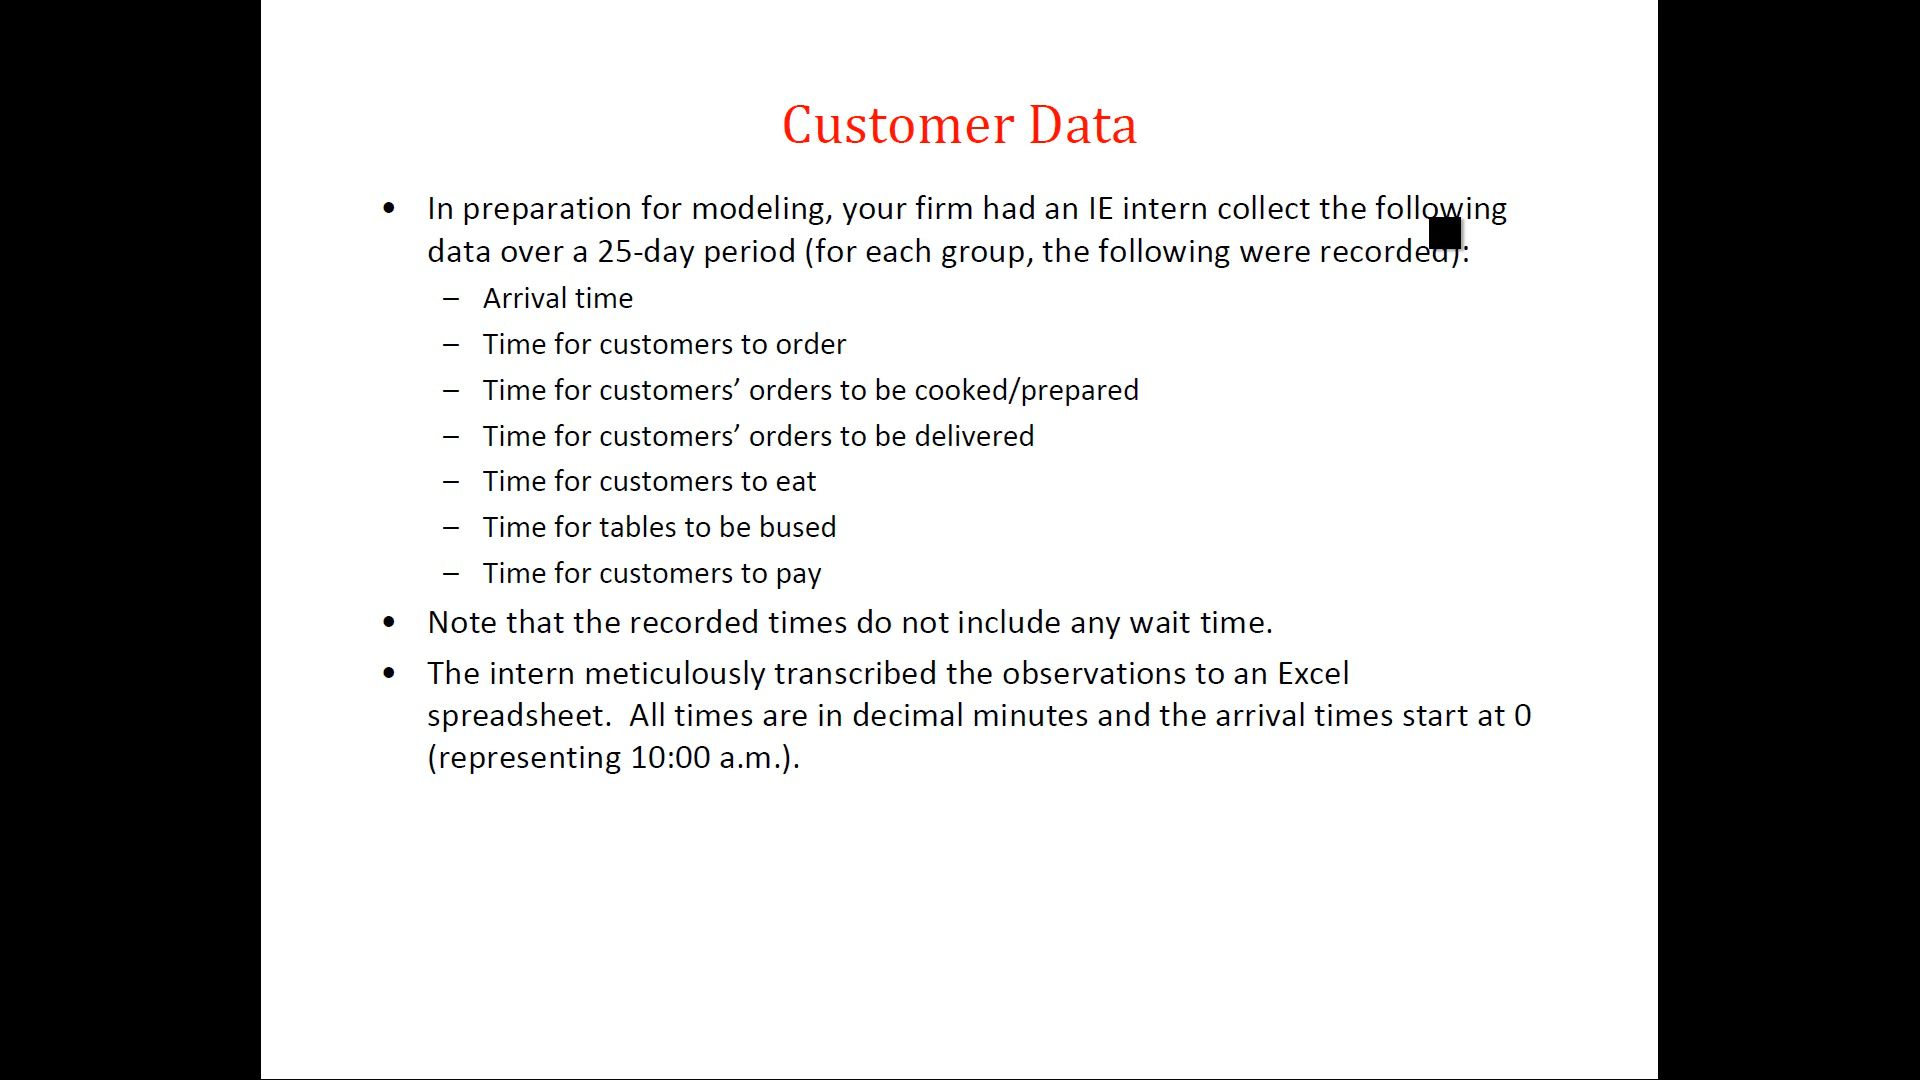 Customer Data
• In preparation for modeling, your firm had an IE intern collect the following
data over a 25-day period (for each group, the following were recorded):
– Arrival time
– Time for customers to order
– Time for customers’ orders to be cooked/prepared
– Time for customers’ orders to be delivered
– Time for customers to eat
– Time for tables to be bused
– Time for customers to pay
• Note that the recorded times do not include any wait time.
• The intern meticulously transcribed the observations to an Excel
spreadsheet.  All times are in decimal minutes and the arrival times start at 0
(representing 10:00 a.m.).